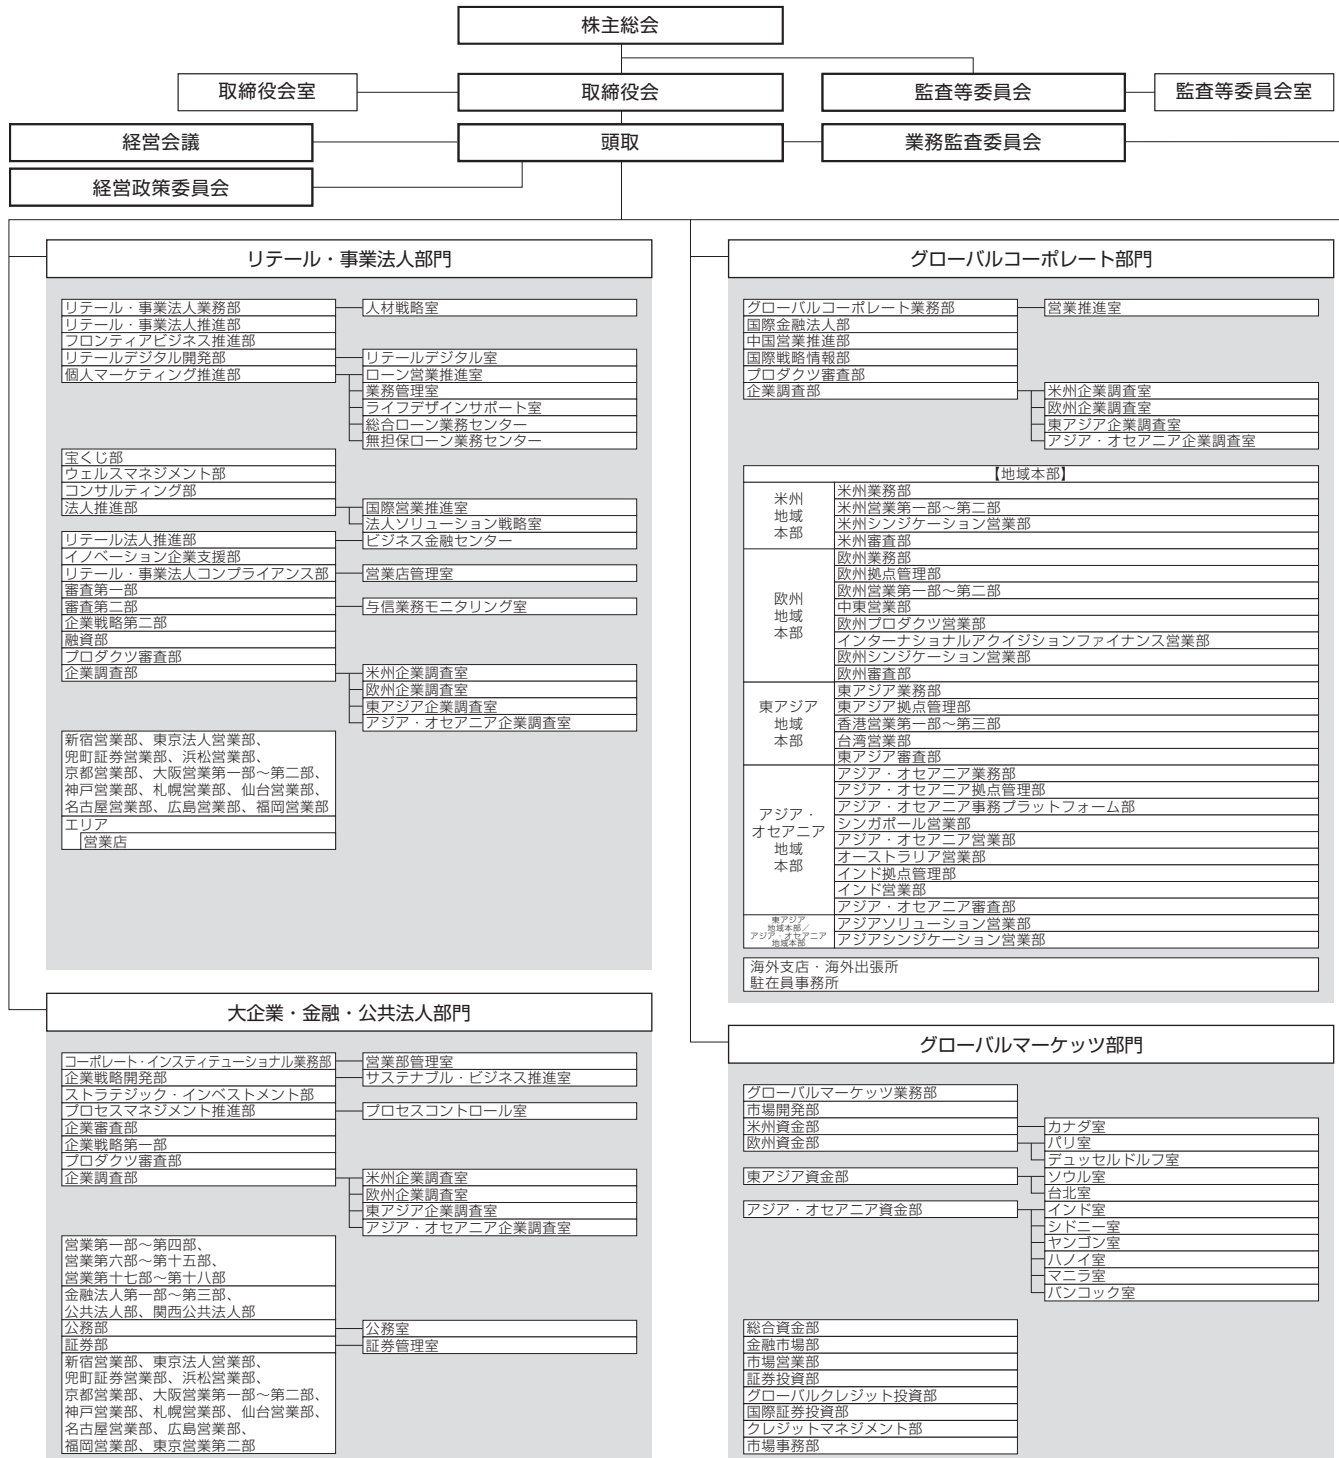 株主総会
取締役会室
取締役会
監査等委員会
監査等委員会室
経営会議
頭取
業務監査委員会
経営政策委員会
リテール・事業法人部門
リテール・事業法人業務部
人材戦略室
リテール・事業法人推進部
フロンティアビジネス推進部
リテールデジタル開発部
リテールデジタル室
個人マーケティング推進部
ローン営業推進室
業務管理室
ライフデザインサポート室
総合ローン業務センター
無担保ローン業務センター
宝くじ部
ウェルスマネジメント部
コンサルティング部
法人推進部
国際営業推進室
法人ソリューション戦略室
リテール法人推進部
ビジネス金融センター
イノベーション企業支援部
リテール・事業法人コンプライアンス部
営業店管理室
審査第一部
審査第二部
与信業務モニタリング室
企業戦略第二部
融資部
プロダクツ審査部
企業調査部
米州企業調査室
欧州企業調査室
東アジア企業調査室
アジア・オセアニア企業調査室
新宿営業部、東京法人営業部、
兜町証券営業部、浜松営業部、
京都営業部、大阪営業第一部～第二部、
神戸営業部、札幌営業部、仙台営業部、
名古屋営業部、広島営業部、福岡営業部
エリア
営業店
大企業・金融・公共法人部門
コーポレート・インスティテューショナル業務部
営業部管理室
企業戦略開発部
サステナブル・ビジネス推進室
ストラテジック・インベストメント部
プロセスマネジメント推進部
プロセスコントロール室
企業審査部
企業戦略第一部
プロダクツ審査部
企業調査部
米州企業調査室
欧州企業調査室
東アジア企業調査室
アジア・オセアニア企業調査室
営業第一部～第四部、
営業第六部～第十五部、
営業第十七部～第十八部
金融法人第一部～第三部、
公共法人部、関西公共法人部
公務部
公務室
証券部
証券管理室
新宿営業部、東京法人営業部、
兜町証券営業部、浜松営業部、
京都営業部、大阪営業第一部～第二部、
神戸営業部、札幌営業部、仙台営業部、
名古屋営業部、広島営業部、
福岡営業部、東京営業第二部
グローバルコーポレート部門
グローバルコーポレート業務部
営業推進室
国際金融法人部
中国営業推進部
国際戦略情報部
プロダクツ審査部
企業調査部
米州企業調査室
欧州企業調査室
東アジア企業調査室
アジア・オセアニア企業調査室
【地域本部】
米州
地域
本部
米州業務部
米州営業第一部～第二部
米州シンジケーション営業部
米州審査部
欧州
地域
本部
欧州業務部
欧州拠点管理部
欧州営業第一部～第二部
中東営業部
欧州プロダクツ営業部
インターナショナルアクイジションファイナンス営業部
欧州シンジケーション営業部
欧州審査部
東アジア
地域
本部
東アジア業務部
東アジア拠点管理部
香港営業第一部～第三部
台湾営業部
東アジア審査部
アジア・
オセアニア
地域
本部
アジア・オセアニア業務部
アジア・オセアニア拠点管理部
アジア・オセアニア事務プラットフォーム部
シンガポール営業部
アジア・オセアニア営業部
オーストラリア営業部
インド拠点管理部
インド営業部
アジア・オセアニア審査部
東アジア
地域本部／
アジア・オセアニア
地域本部
アジアソリューション営業部
アジアシンジケーション営業部
海外支店・海外出張所
駐在員事務所
グローバルマーケッツ部門
グローバルマーケッツ業務部
市場開発部
米州資金部
カナダ室
欧州資金部
パリ室
デュッセルドルフ室
東アジア資金部
ソウル室
台北室
アジア・オセアニア資金部
インド室
シドニー室
ヤンゴン室
ハノイ室
マニラ室
バンコック室
総合資金部
金融市場部
市場営業部
証券投資部
グローバルクレジット投資部
国際証券投資部
クレジットマネジメント部
市場事務部